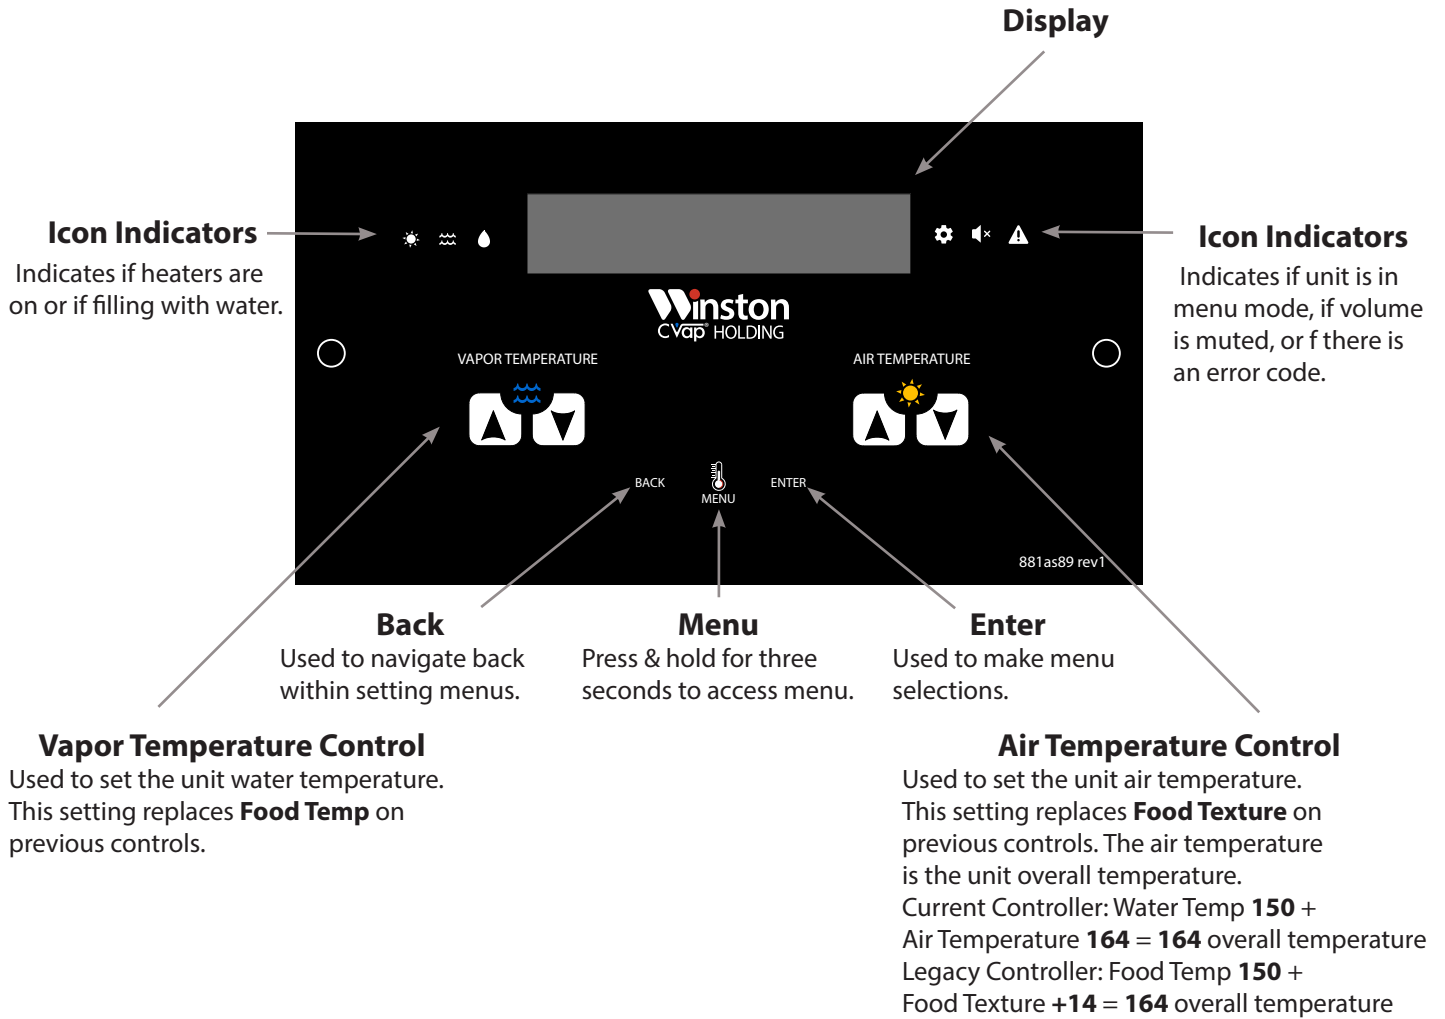 Display
Icon Indicators
Indicates if heaters are
on or if filling with water.
Icon Indicators
Indicates if unit is in
menu mode, if volume
is muted, or f there is
an error code.
Winston
CVap® HOLDING
VAPOR TEMPERATURE
AIR TEMPERATURE
BACK
MENU
ENTER
881as89 rev1
Back
Used to navigate back
within setting menus.
Menu
Press & hold for three
seconds to access menu.
Enter
Used to make menu
selections.
Vapor Temperature Control
Used to set the unit water temperature.
This setting replaces Food Temp on
previous controls.
Air Temperature Control
Used to set the unit air temperature.
This setting replaces Food Texture on
previous controls. The air temperature
is the unit overall temperature.
Current Controller: Water Temp 150 +
Air Temperature 164 = 164 overall temperature
Legacy Controller: Food Temp 150 +
Food Texture +14 = 164 overall temperature